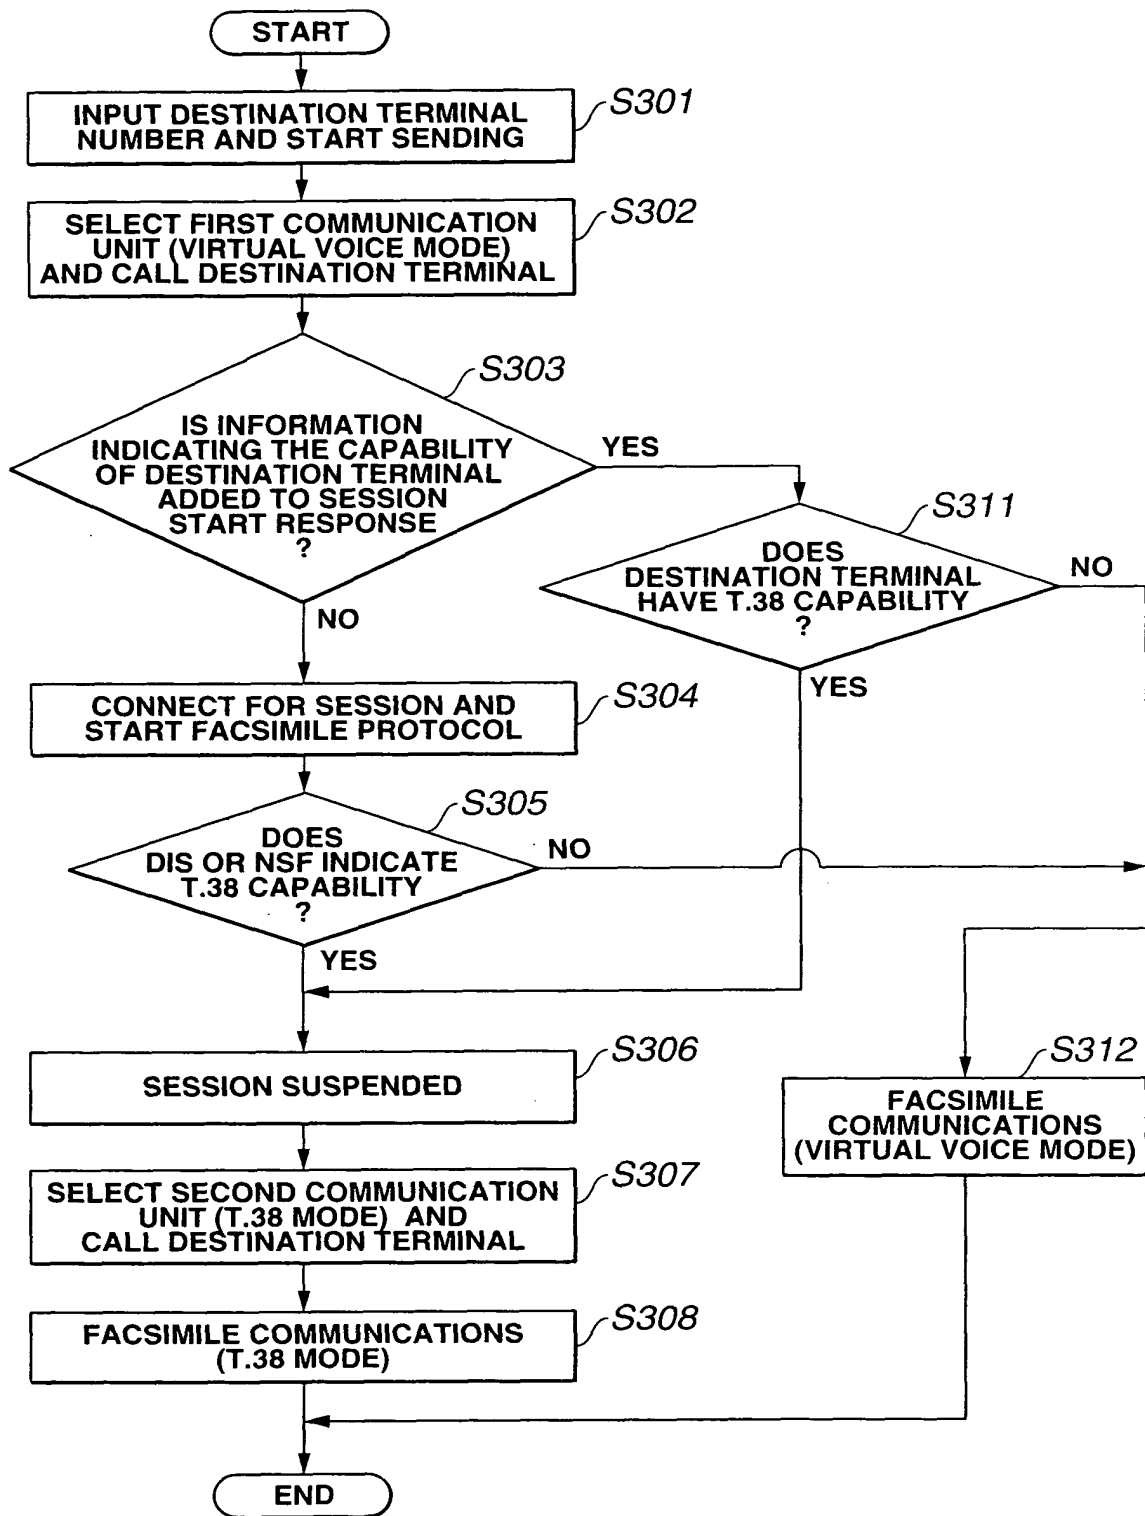 START
INPUT DESTINATION TERMINAL
NUMBER AND START SENDING
S301
SELECT FIRST COMMUNICATION
UNIT (VIRTUAL VOICE MODE)
AND CALL DESTINATION TERMINAL
S302
S303
IS INFORMATION
INDICATING THE CAPABILITY
OF DESTINATION TERMINAL
ADDED TO SESSION
START RESPONSE
?
YES
NO
S311
DOES
DESTINATION TERMINAL
HAVE T.38 CAPABILITY
?
NO
YES
CONNECT FOR SESSION AND
START FACSIMILE PROTOCOL
S304
S305
DOES
DIS OR NSF INDICATE
T.38 CAPABILITY
?
NO
YES
S306
SESSION SUSPENDED
S312
FACSIMILE
COMMUNICATIONS
(VIRTUAL VOICE MODE)
SELECT SECOND COMMUNICATION
UNIT (T.38 MODE) AND
CALL DESTINATION TERMINAL
S307
FACSIMILE COMMUNICATIONS
(T.38 MODE)
S308
END